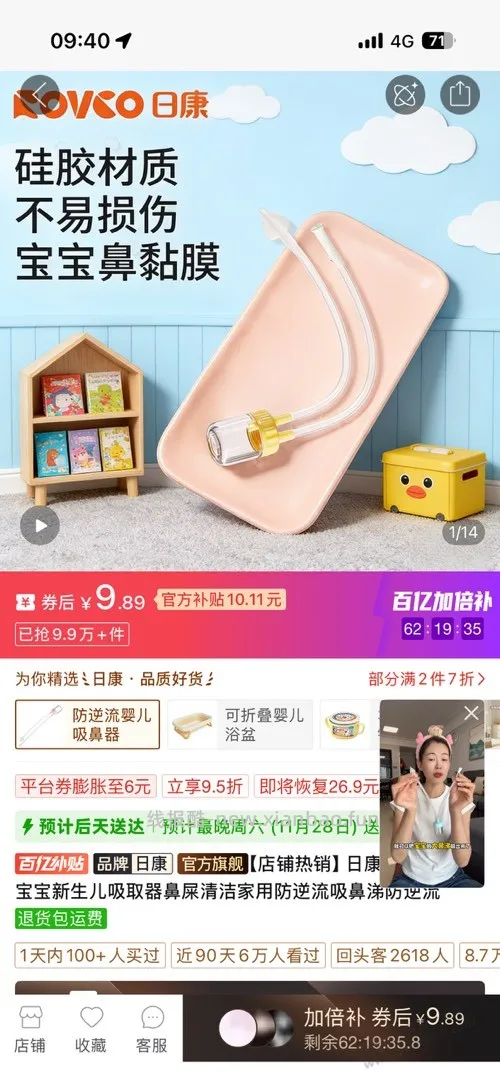 09:40
4G 71
Rovco 日康
硅胶材质
不易损伤
宝宝鼻黏膜
1/14
券后 ¥9.89 官方补贴10.11元
已抢9.9万+件
百亿加倍补
62:19:35
为你精选 日康·品质好货
部分满2件7折
防逆流婴儿
吸鼻器
可折叠婴儿
浴盆
平台券膨胀至6元 立享9.5折 即将恢复26.9元
线报酷 new.xianbao.fun
预计后天送达 预计最晚周六 (11月28日) 送
百亿补贴 品牌 日康 官方旗舰 【店铺热销】日康
宝宝新生儿吸取器鼻屎清洁家用防逆流吸鼻涕防逆流
退货包运费
1天内100+人买过 近90天6万人看过 回头客2618人 8.7万
店铺 收藏 客服
加倍补 券后¥9.89
剩余62:19:35.8